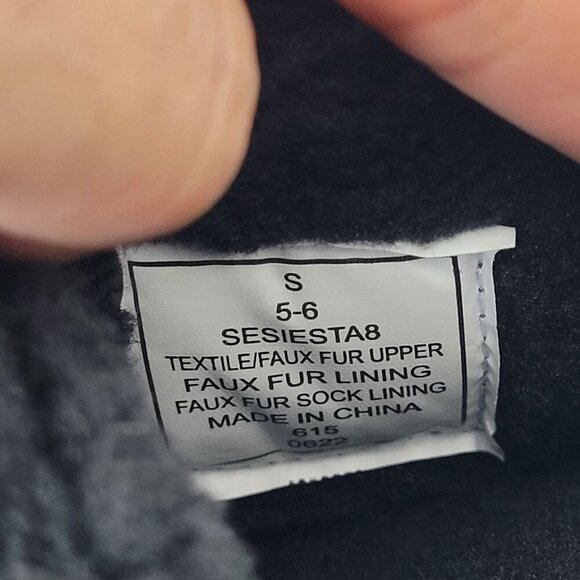 S
5-6
SESIESTA8
TEXTILE/FAUX FUR UPPER
FAUX FUR LINING
FAUX FUR SOCK LINING
MADE IN CHINA
615
0622